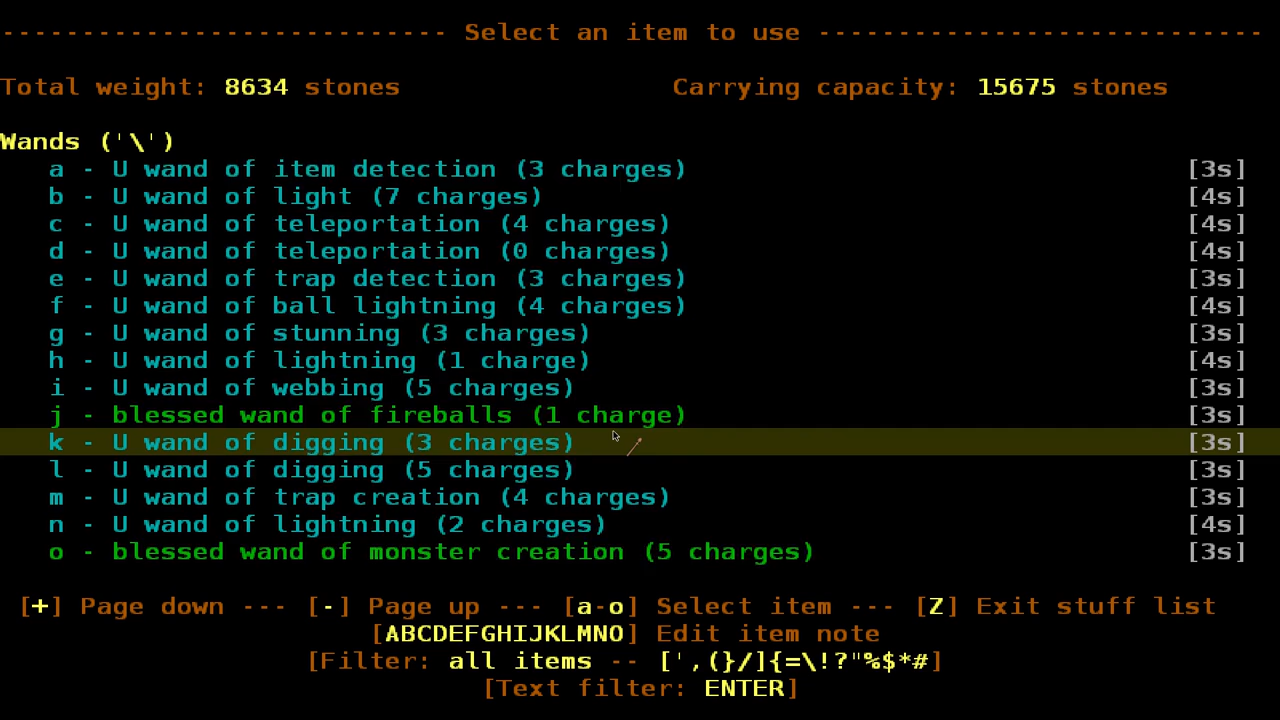 ---------------------------- Select an item to use ----------------------------
Total weight: 8634 stones Carrying capacity: 15675 stones
Wands ('\')
a - U wand of item detection (3 charges) [3s]
b - U wand of light (7 charges) [4s]
c - U wand of teleportation (4 charges) [4s]
d - U wand of teleportation (0 charges) [4s]
e - U wand of trap detection (3 charges) [3s]
f - U wand of ball lightning (4 charges) [4s]
g - U wand of stunning (3 charges) [3s]
h - U wand of lightning (1 charge) [4s]
i - U wand of webbing (5 charges) [3s]
j - blessed wand of fireballs (1 charge) [3s]
k - U wand of digging (3 charges) [3s]
l - U wand of digging (5 charges) [3s]
m - U wand of trap creation (4 charges) [3s]
n - U wand of lightning (2 charges) [4s]
o - blessed wand of monster creation (5 charges) [3s]
[+] Page down --- [-] Page up --- [a-o] Select item --- [Z] Exit stuff list
[ABCDEFGHIJKLMNO] Edit item note
[Filter: all items -- [',(}/]{=\!?"%$*#]
[Text filter: ENTER]